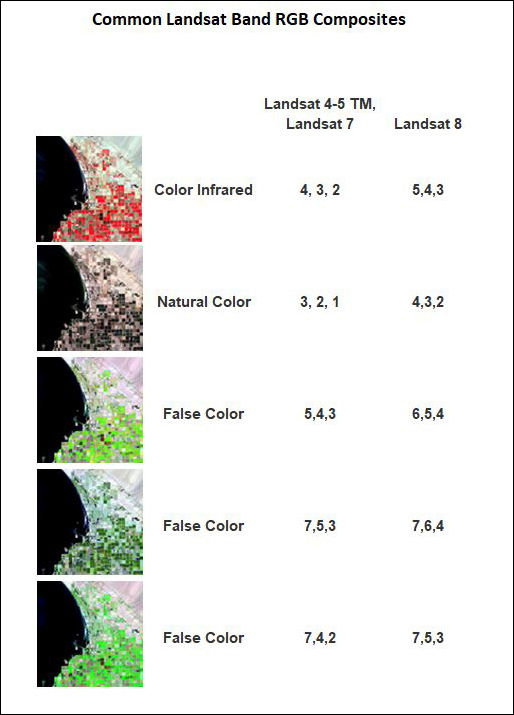 Common Landsat Band RGB Composites
Landsat 4-5 TM,
Landsat 7 Landsat 8
Color Infrared 4, 3, 2 5,4,3
Natural Color 3, 2, 1 4,3,2
False Color 5,4,3 6,5,4
False Color 7,5,3 7,6,4
False Color 7,4,2 7,5,3